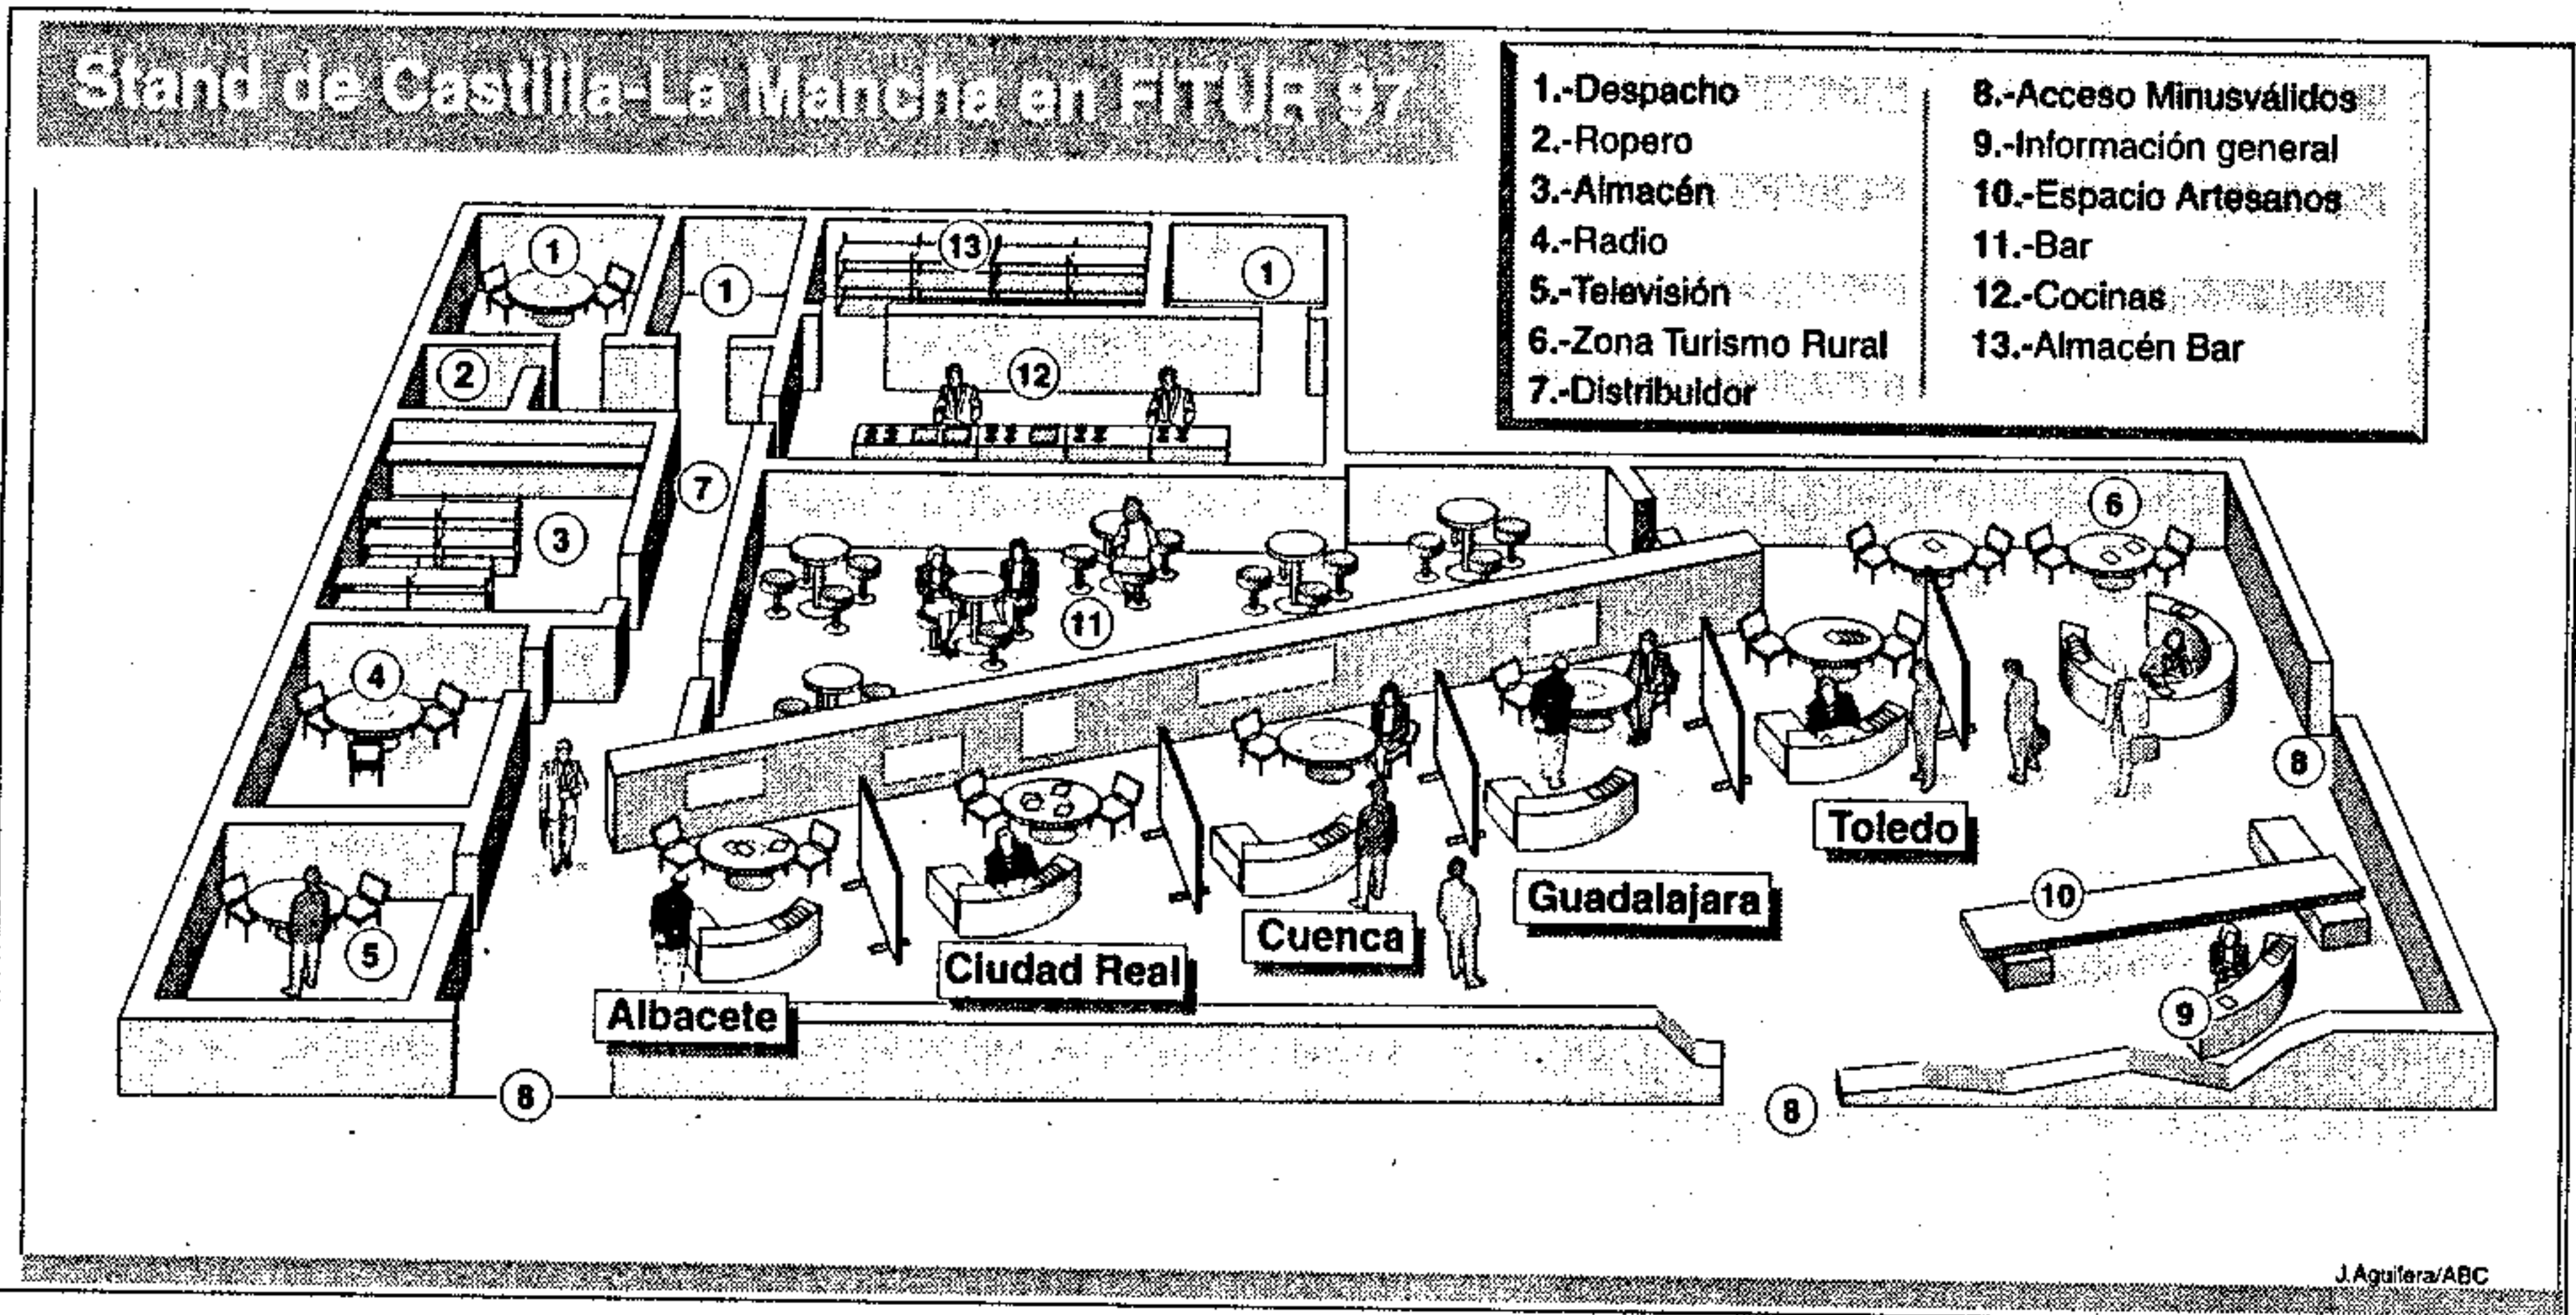 Stand de Castilla-La Mancha en FITUR 97
1.-Despacho
2.-Ropero
3.-Almacén
4.-Radio
5.-Televisión
6.-Zona Turismo Rural
7.-Distribuidor
8.-Acceso Minusválidos
9.-Información general
10.-Espacio Artesanos
11.-Bar
12.-Cocinas
13.-Almacén Bar
1
1
13
1
2
12
7
3
6
11
4
8
Toledo
10
Guadalajara
Cuenca
5
Ciudad Real
Albacete
9
8
8
J.Aguilera/ABC